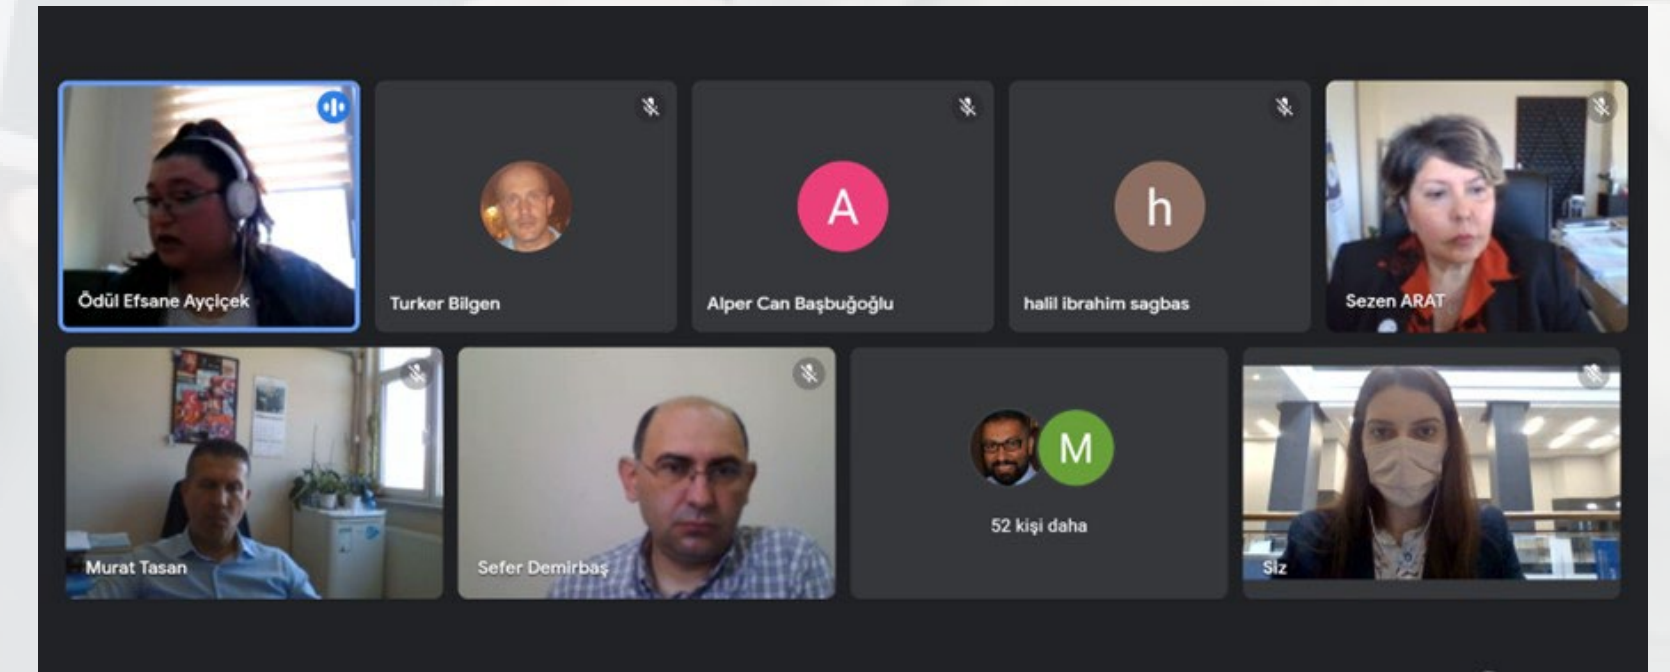 Ödül Efsane Ayçiçek
Turker Bilgen
A
Alper Can Başbuğoğlu
h
halil ibrahim sagbas
Sezen ARAT
Murat Tasan
Sefer Demirbaş
M
52 kişi daha
Siz